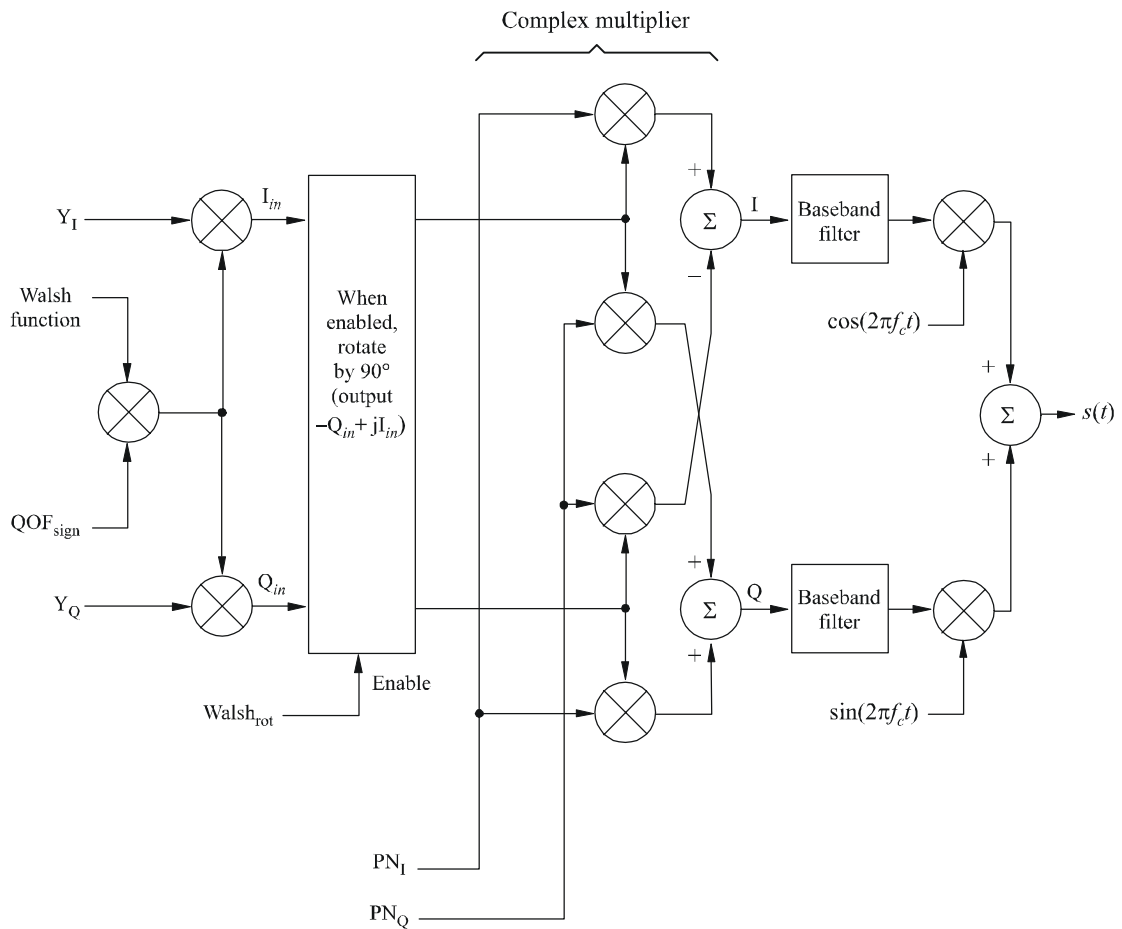 Complex multiplier
Y_I
I_in
Walsh
function
QOF_sign
Y_Q
Q_in
When
enabled,
rotate
by 90°
(output
−Q_in + jI_in)
Enable
Walsh_rot
PN_I
PN_Q
+
Σ
−
I
Baseband
filter
cos(2πf_ct)
+
Σ
+
s(t)
+
Σ
+
Q
Baseband
filter
sin(2πf_ct)